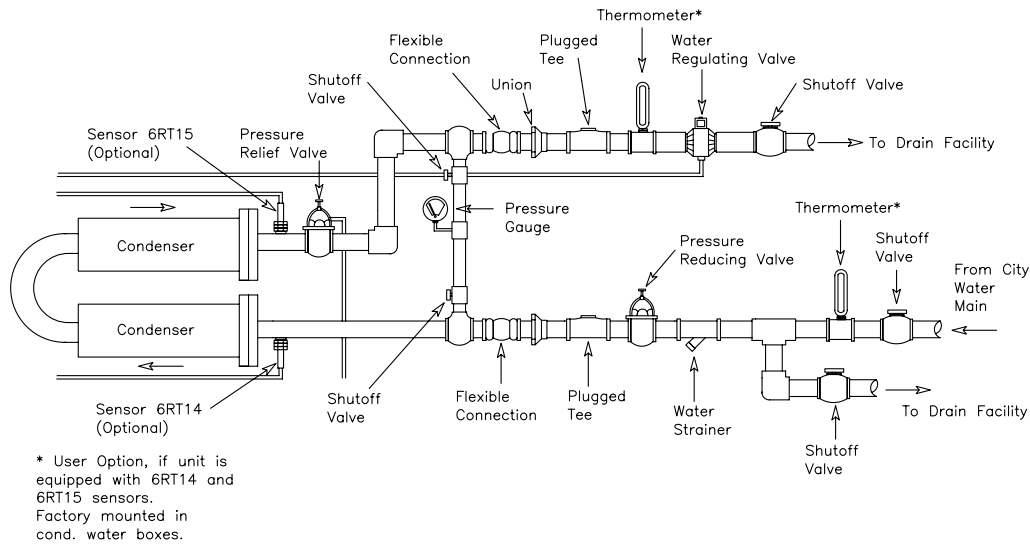 Thermometer*
Flexible
Connection
Plugged
Tee
Water
Regulating Valve
Shutoff
Valve
Union
Shutoff Valve
Sensor 6RT15
(Optional)
Pressure
Relief Valve
To Drain Facility
Condenser
Pressure
Gauge
Thermometer*
Pressure
Reducing Valve
Shutoff
Valve
From City
Water
Main
Condenser
Sensor 6RT14
(Optional)
Shutoff
Valve
Flexible
Connection
Plugged
Tee
Water
Strainer
To Drain Facility
Shutoff
Valve
* User Option, if unit is
equipped with 6RT14 and
6RT15 sensors.
Factory mounted in
cond. water boxes.